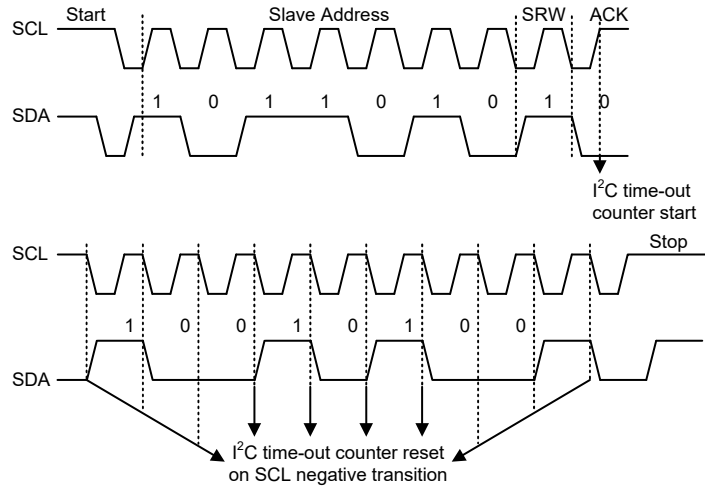 Start Slave Address SRW ACK
SCL
1 0 1 1 0 1 0 1 0
SDA
I²C time-out
counter start
Stop
SCL
1 0 0 1 0 1 0 0
SDA
I²C time-out counter reset
on SCL negative transition